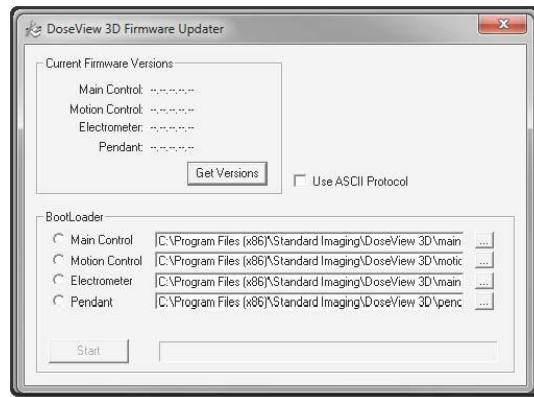 DoseView 3D Firmware Updater
Current Firmware Versions
Main Control: --.--.--.--.--
Motion Control: --.--.--.--.--
Electrometer: --.--.--.--.--
Pendant: --.--.--.--.--
Get Versions
Use ASCII Protocol
BootLoader
Main Control C:\Program Files (x86)\Standard Imaging\DoseView 3D\main ...
Motion Control C:\Program Files (x86)\Standard Imaging\DoseView 3D\motic ...
Electrometer C:\Program Files (x86)\Standard Imaging\DoseView 3D\main ...
Pendant C:\Program Files (x86)\Standard Imaging\DoseView 3D\penc ...
Start